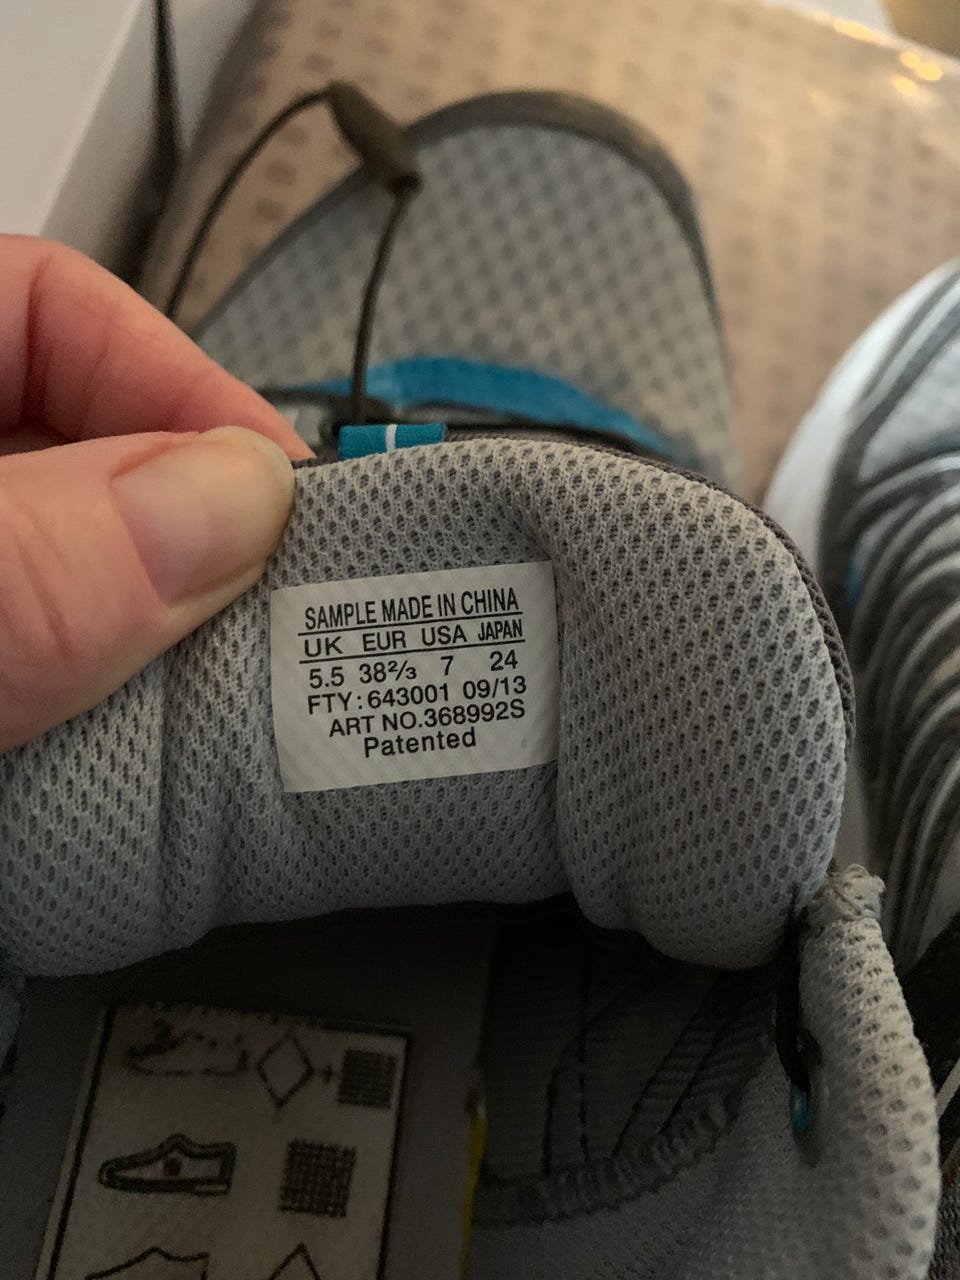 SAMPLE MADE IN CHINA
UK EUR USA JAPAN
5.5 38⅔ 7 24
FTY : 643001 09/13
ART NO.368992S
Patented